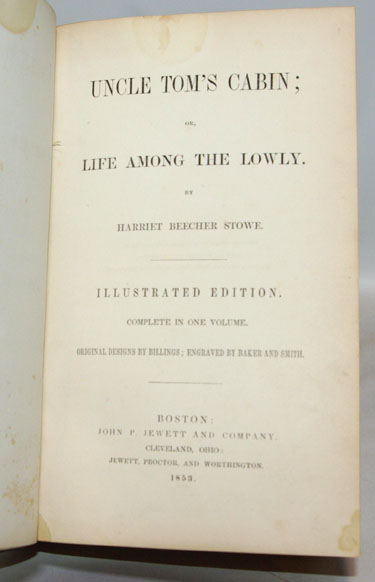 UNCLE TOM'S CABIN;
OR,
LIFE AMONG THE LOWLY.
BY
HARRIET BEECHER STOWE.
ILLUSTRATED EDITION.
COMPLETE IN ONE VOLUME.
ORIGINAL DESIGNS BY BILLINGS; ENGRAVED BY BAKER AND SMITH.
BOSTON:
JOHN P. JEWETT AND COMPANY.
CLEVELAND, OHIO:
JEWETT, PROCTOR, AND WORTHINGTON.
1853.